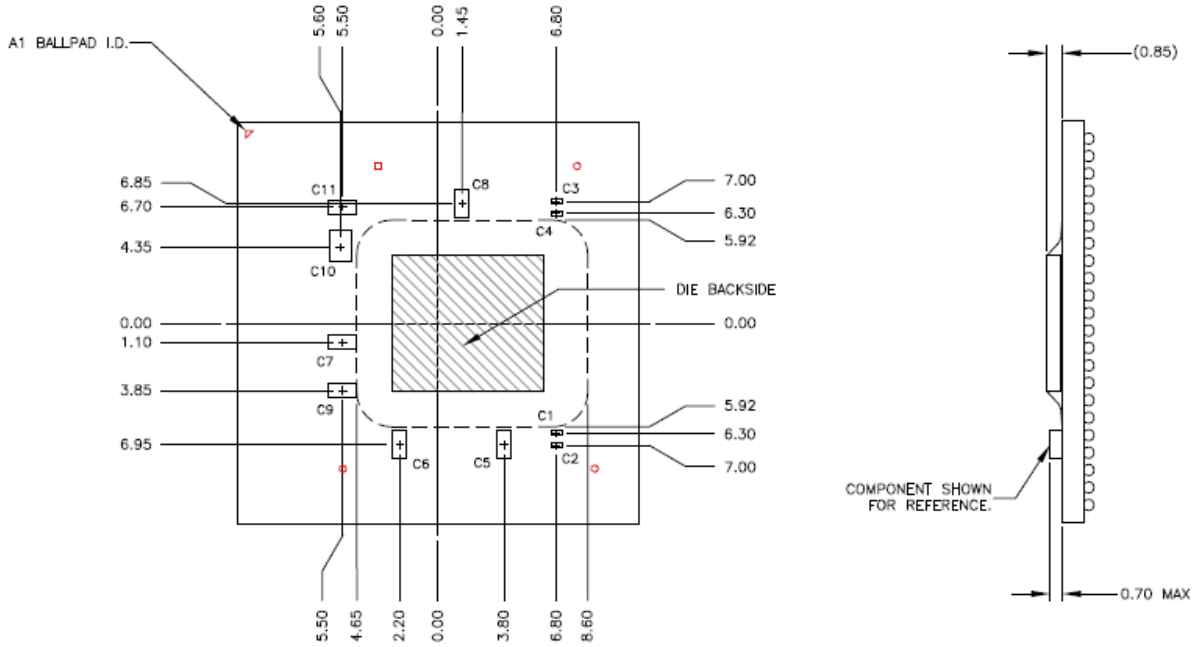 5.60
5.50
0.00
1.45
6.80
A1 BALLPAD I.D.
(0.85)
6.85
6.70
4.35
0.00
1.10
3.85
6.95
C11
C10
C8
C3
C4
7.00
6.30
5.92
DIE BACKSIDE
0.00
C7
C9
C6
C5
C1
C2
5.92
6.30
7.00
COMPONENT SHOWN
FOR REFERENCE.
0.70 MAX
5.50
4.65
2.20
0.00
3.80
6.80
8.60